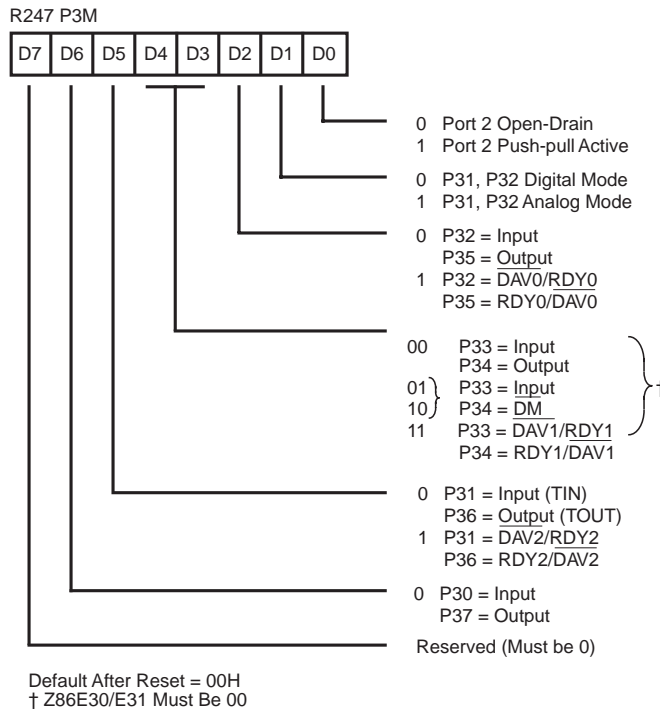 R247 P3M
D7 D6 D5 D4 D3 D2 D1 D0
0 Port 2 Open-Drain
1 Port 2 Push-pull Active
0 P31, P32 Digital Mode
1 P31, P32 Analog Mode
0 P32 = Input
P35 = Output
1 P32 = DAV0/RDY0
P35 = RDY0/DAV0
00 P33 = Input
P34 = Output
01 P33 = Input
10 P34 = DM
11 P33 = DAV1/RDY1
P34 = RDY1/DAV1
†
0 P31 = Input (TIN)
P36 = Output (TOUT)
1 P31 = DAV2/RDY2
P36 = RDY2/DAV2
0 P30 = Input
P37 = Output
Reserved (Must be 0)
Default After Reset = 00H
† Z86E30/E31 Must Be 00